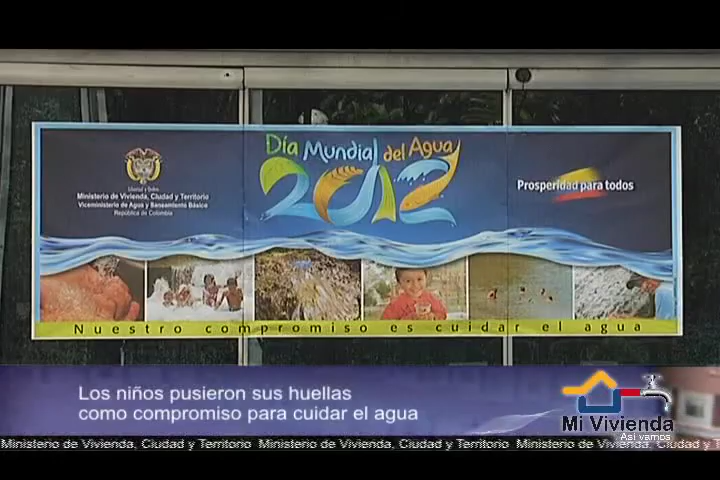 Día Mundial del Agua
2012
Libertad y Orden
Ministerio de Vivienda, Ciudad y Territorio
Viceministerio de Agua y Saneamiento Básico
República de Colombia
Prosperidad para todos
Nuestro compromiso es cuidar el agua
Los niños pusieron sus huellas
como compromiso para cuidar el agua
Mi Vivienda
Así vamos
Ministerio de Vivienda, Ciudad y Territorio Ministerio de Vivienda, Ciudad y Territorio Ministerio de Vivienda, Ciudad y T